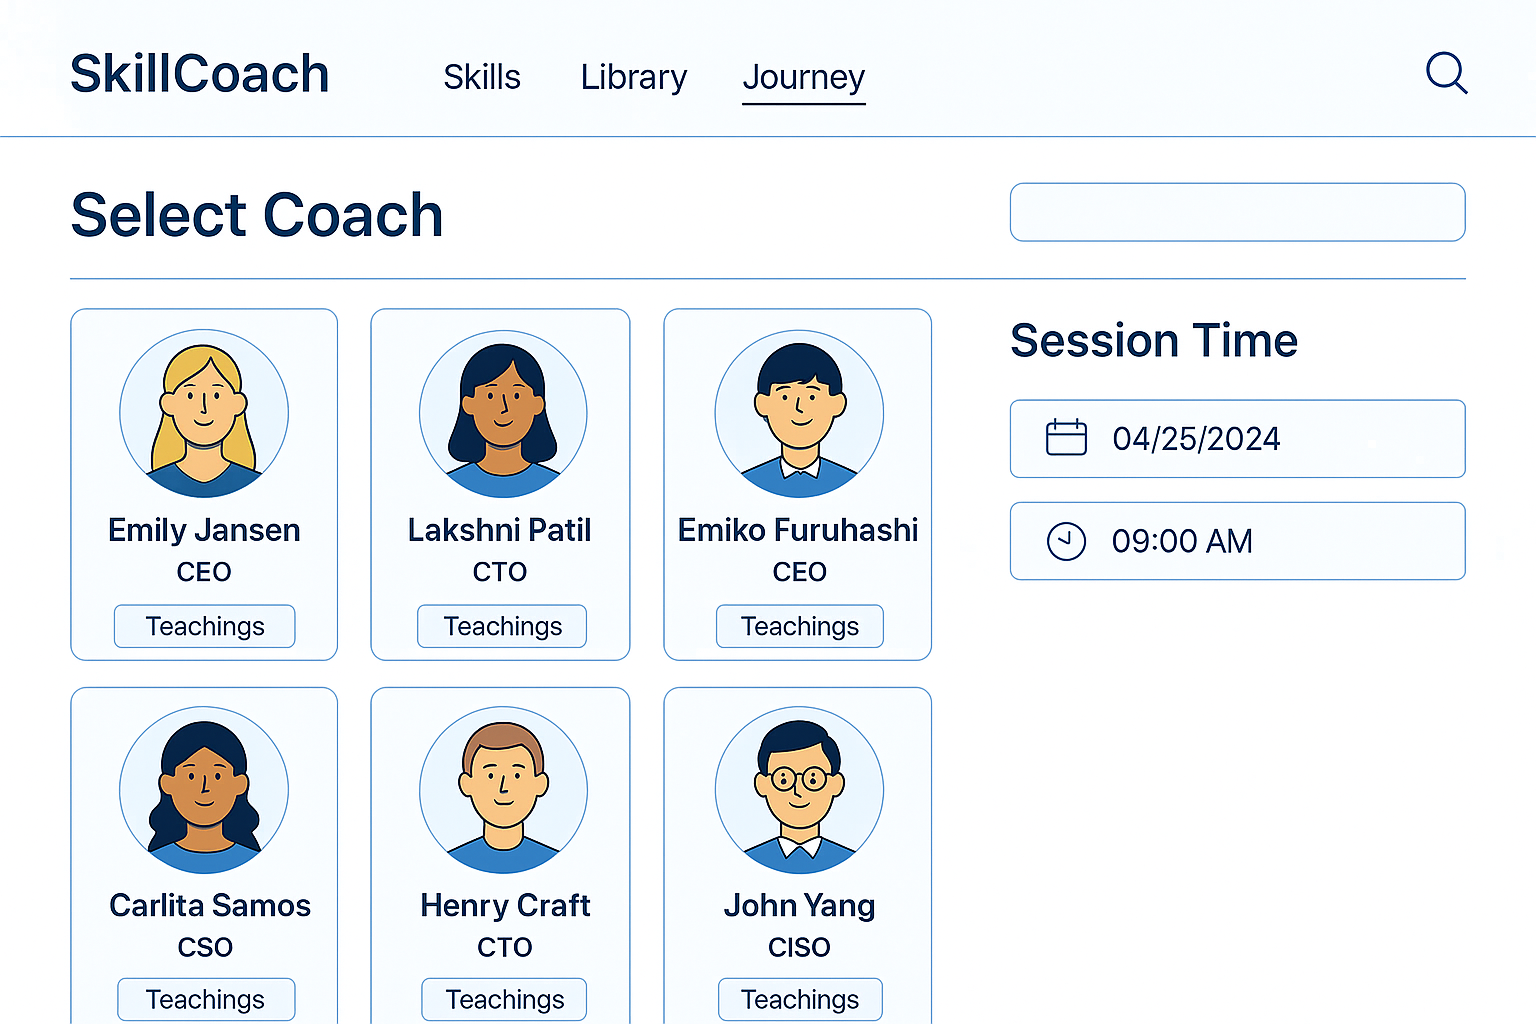 SkillCoach
Skills
Library
Journey
Select Coach
Emily Jansen
CEO
Teachings
Lakshni Patil
CTO
Teachings
Emiko Furuhashi
CEO
Teachings
Carlita Samos
CSO
Teachings
Henry Craft
CTO
Teachings
John Yang
CISO
Teachings
Session Time
04/25/2024
09:00 AM